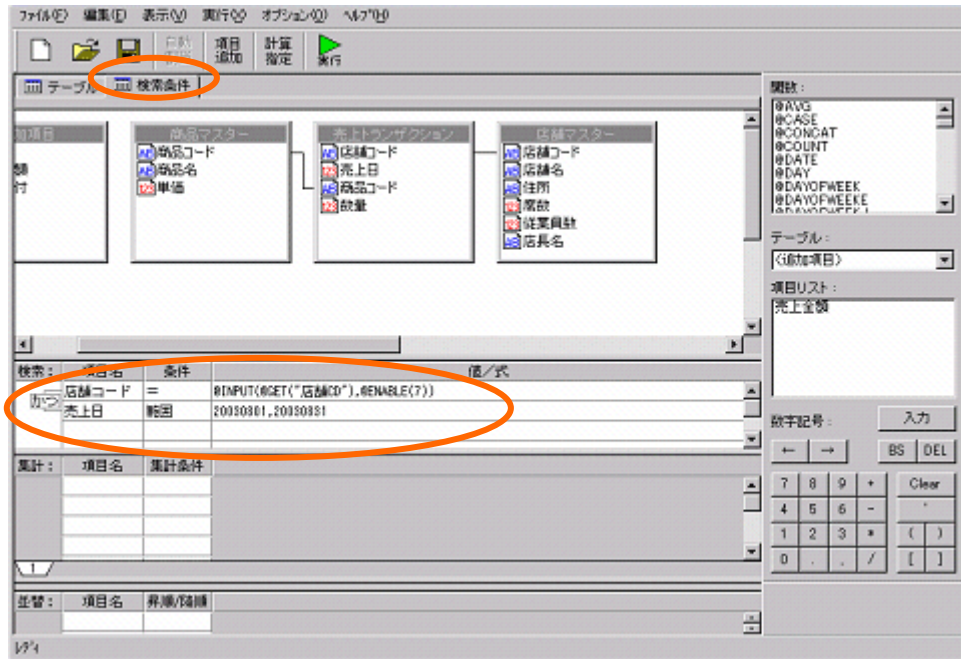 ファイル(F) 編集(E) 表示(V) 実行(X) オプション(O) ヘルプ(H)
項目追加 計算指定 実行
テーブル 検索条件
加項目 商品マスター 売上トランザクション 店舗マスター
額
付
商品コード
商品名
単価
店舗コード
売上日
商品コード
数量
店舗コード
店舗名
住所
席数
従業員数
店長名
関数:
@AVG
@CASE
@CONCAT
@COUNT
@DATE
@DAY
@DAYOFWEEK
@DAYOFWEEKE
テーブル:
<追加項目>
項目リスト:
売上金額
検索: 項目名 条件 値/式
かつ 店舗コード = @INPUT(@GET("店舗CD"),@ENABLE(7))
売上日 範囲 20030801,20030831
集計: 項目名 集計条件
1
並替: 項目名 昇順/降順
数字記号: 入力
← → BS DEL
7 8 9 + Clear
4 5 6 - '
1 2 3 * ( )
0 . , / [ ]
レディ